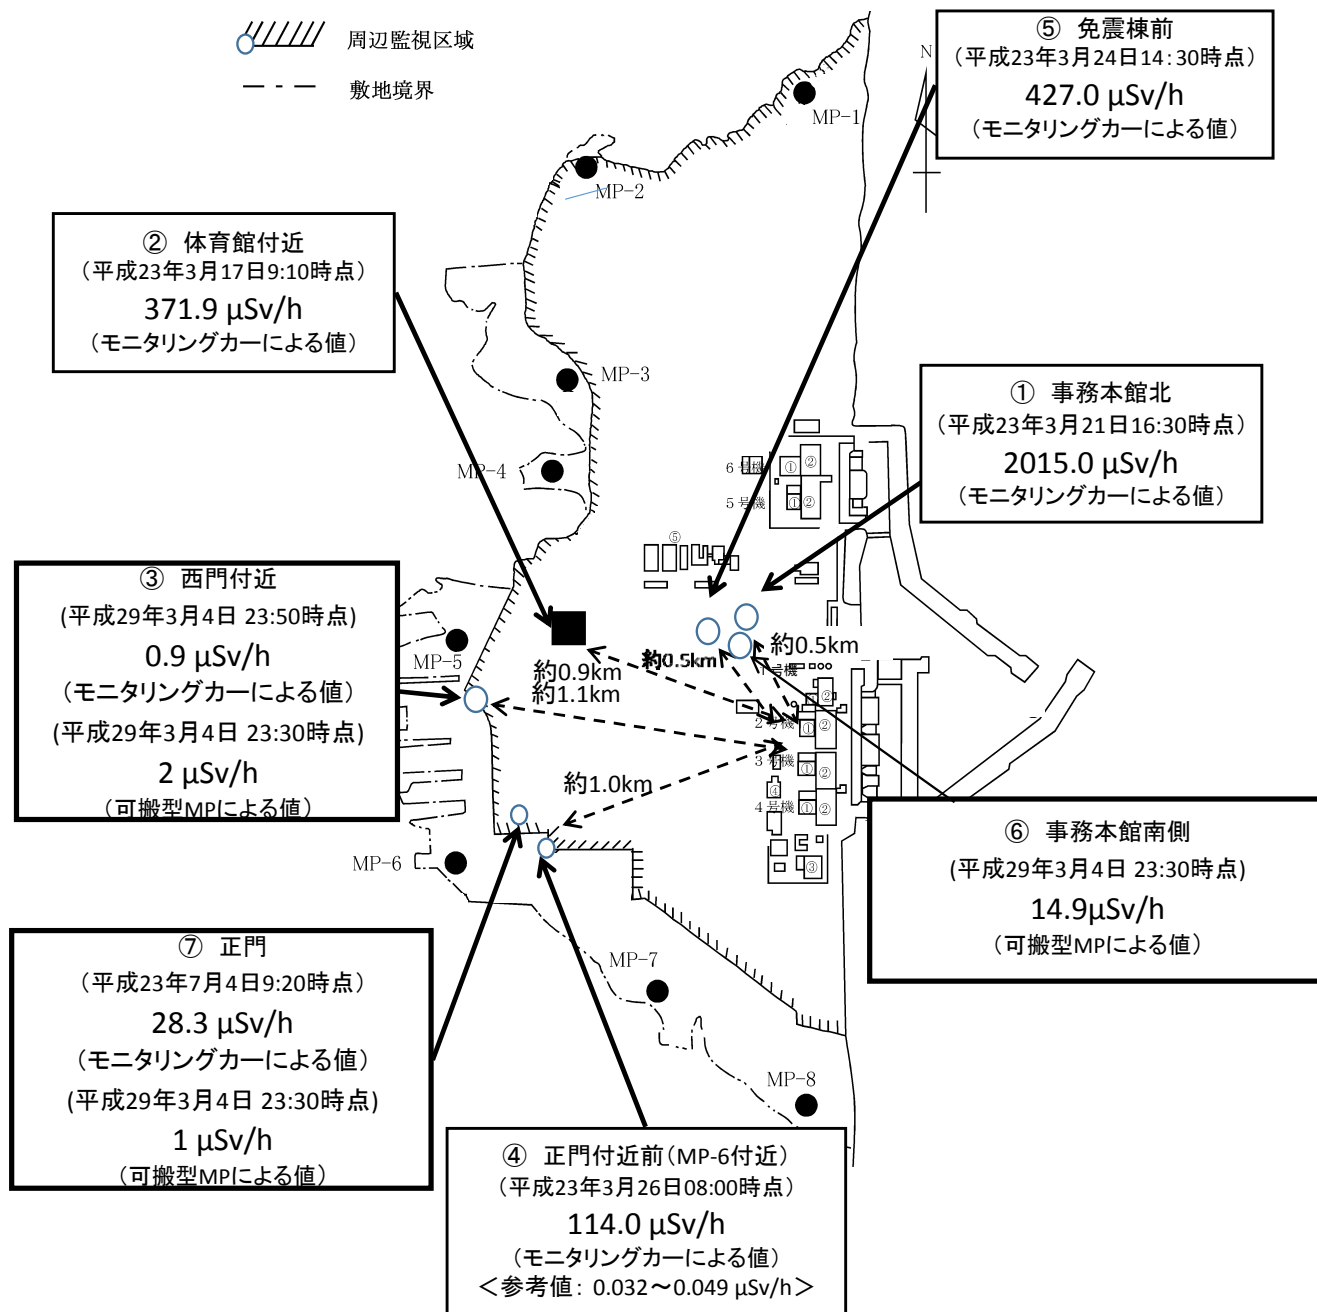 周辺監視区域
敷地境界
⑤ 免震棟前
(平成23年3月24日14:30時点)
427.0 µSv/h
(モニタリングカーによる値)
N
MP-1
MP-2
② 体育館付近
(平成23年3月17日9:10時点)
371.9 µSv/h
(モニタリングカーによる値)
MP-3
① 事務本館北
(平成23年3月21日16:30時点)
2015.0 µSv/h
(モニタリングカーによる値)
MP-4
6号機
① ②
5号機
① ②
⑤
③ 西門付近
(平成29年3月4日 23:50時点)
0.9 µSv/h
(モニタリングカーによる値)
(平成29年3月4日 23:30時点)
2 µSv/h
(可搬型MPによる値)
MP-5
約0.9km
約1.1km
約0.5km
約0.5km
1号機
②
2号機
① ②
3号機
① ②
約1.0km
④
4号機
① ②
③
MP-6
⑥ 事務本館南側
(平成29年3月4日 23:30時点)
14.9µSv/h
(可搬型MPによる値)
⑦ 正門
(平成23年7月4日9:20時点)
28.3 µSv/h
(モニタリングカーによる値)
(平成29年3月4日 23:30時点)
1 µSv/h
(可搬型MPによる値)
MP-7
MP-8
④ 正門付近前(MP-6付近)
(平成23年3月26日08:00時点)
114.0 µSv/h
(モニタリングカーによる値)
<参考値: 0.032～0.049 µSv/h>